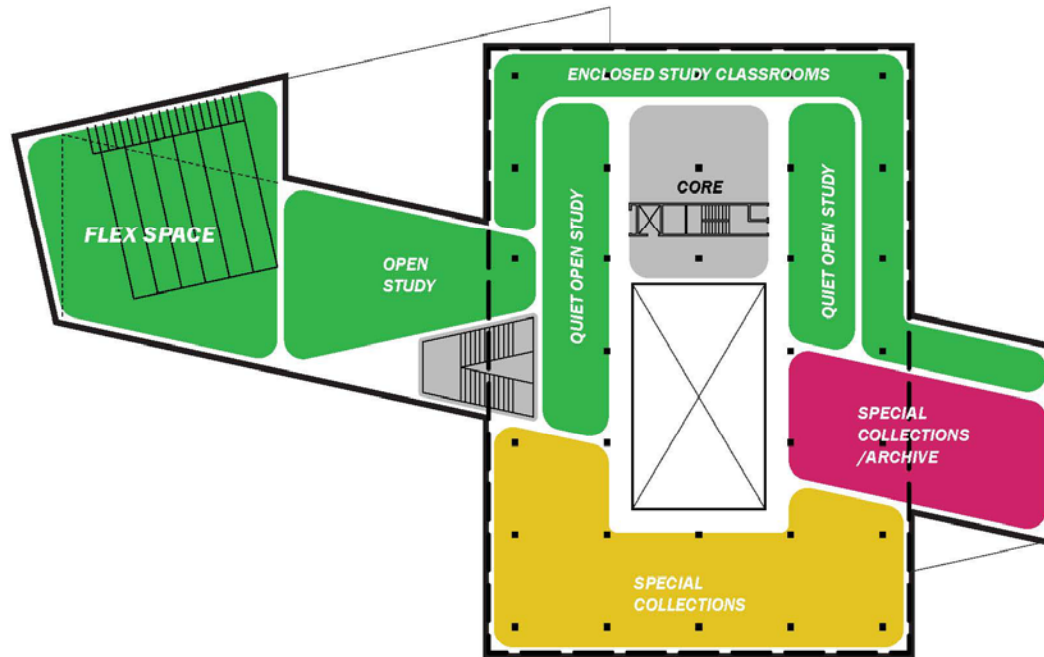 ENCLOSED STUDY CLASSROOMS
CORE
FLEX SPACE
OPEN
STUDY
QUIET OPEN STUDY
QUIET OPEN STUDY
SPECIAL
COLLECTIONS
/ARCHIVE
SPECIAL
COLLECTIONS